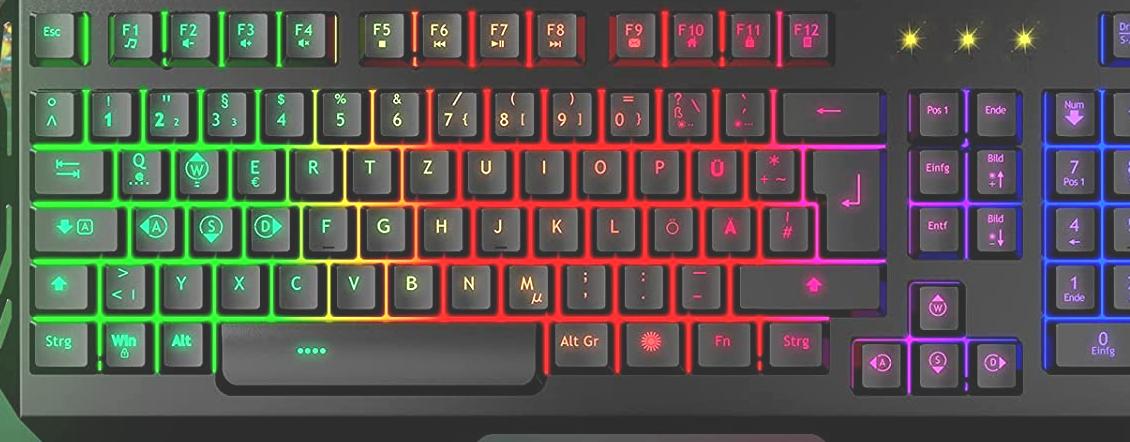 Esc F1 F2 F3 F4 F5 F6 F7 F8 F9 F10 F11 F12
° ! " § $ % & / ( ) = ?
^ 1 2 2 3 3 4 5 6 7 { 8 [ 9 ] 0 } ß \ Pos 1 Ende Num
Q W E € R T Z U I O P Ü * + ~ Einfg Bild 7 Pos 1
A A S D F G H J K L Ö Ä ' # Entf Bild 4
> < | Y X C V B N M µ ; , : . _ - 1 Ende
W
Strg Win Alt Alt Gr Fn Strg 0 Einfg
A S D